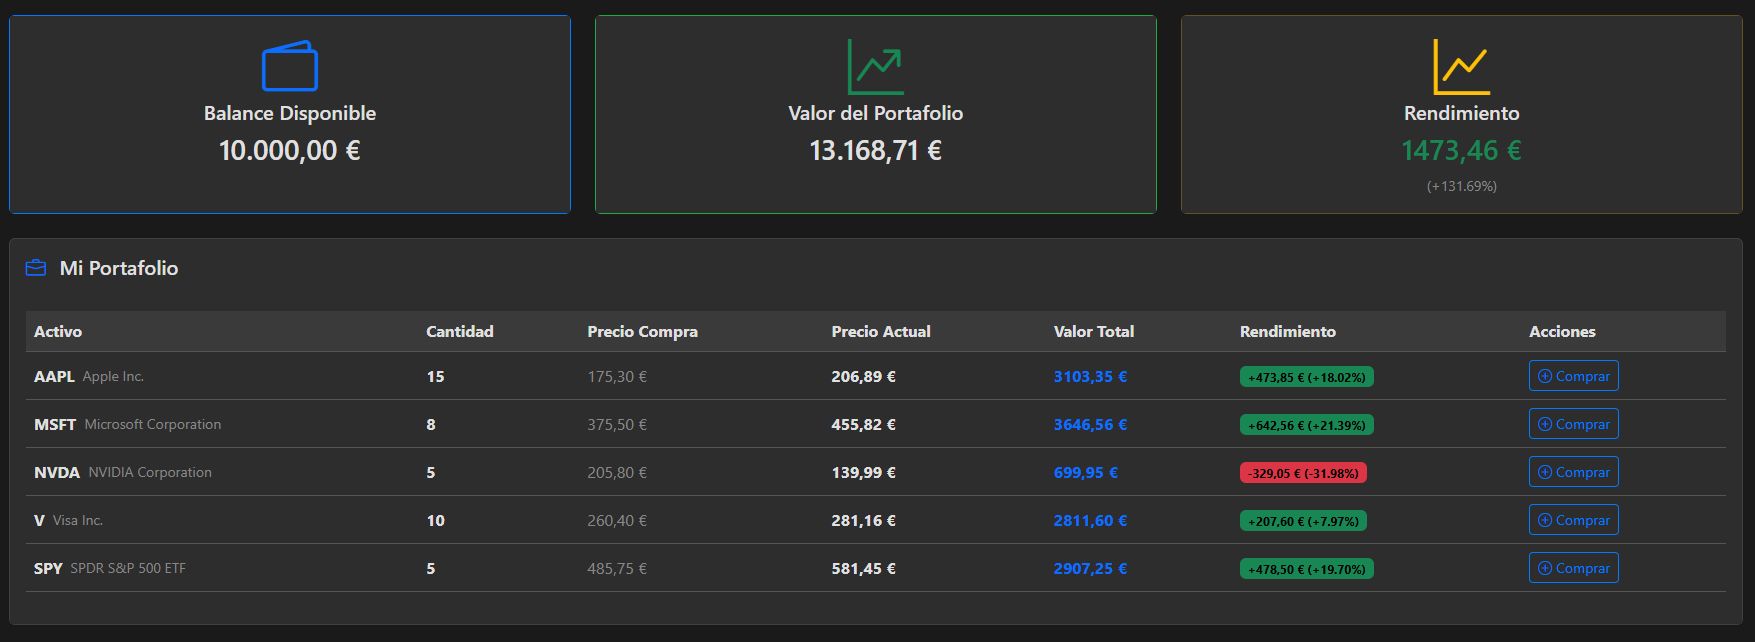 Balance Disponible
10.000,00 €
Valor del Portafolio
13.168,71 €
Rendimiento
1473,46 €
(+131.69%)
Mi Portafolio
Activo Cantidad Precio Compra Precio Actual Valor Total Rendimiento Acciones
AAPL Apple Inc. 15 175,30 € 206,89 € 3103,35 € +473,85 € (+18.02%) Comprar
MSFT Microsoft Corporation 8 375,50 € 455,82 € 3646,56 € +642,56 € (+21.39%) Comprar
NVDA NVIDIA Corporation 5 205,80 € 139,99 € 699,95 € -329,05 € (-31.98%) Comprar
V Visa Inc. 10 260,40 € 281,16 € 2811,60 € +207,60 € (+7.97%) Comprar
SPY SPDR S&P 500 ETF 5 485,75 € 581,45 € 2907,25 € +478,50 € (+19.70%) Comprar